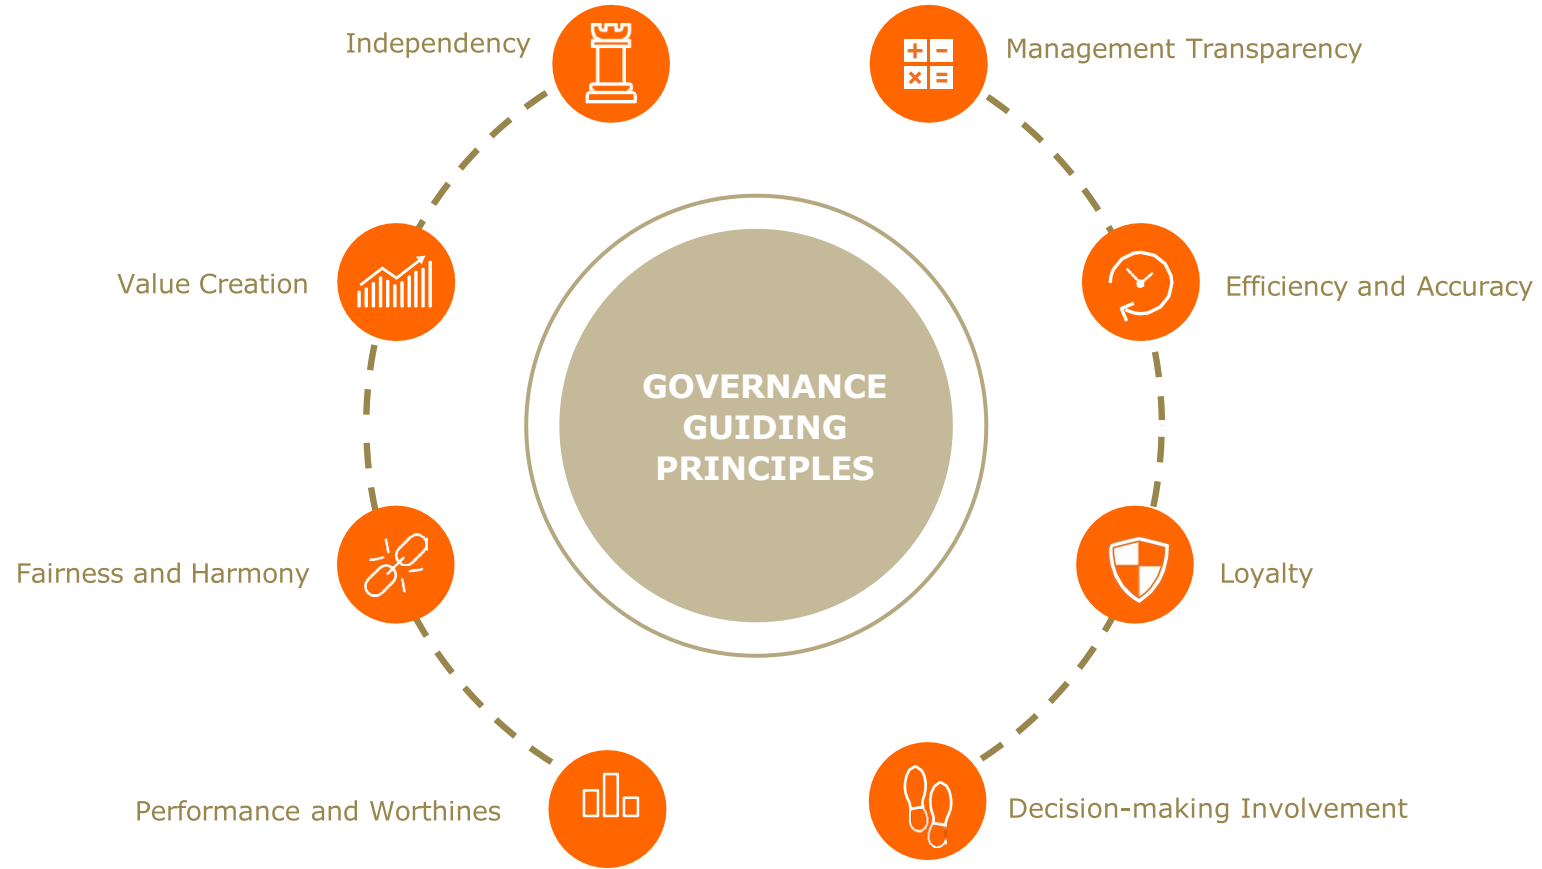 Independency
Management Transparency
Value Creation
Efficiency and Accuracy
GOVERNANCE
GUIDING
PRINCIPLES
Fairness and Harmony
Loyalty
Performance and Worthines
Decision-making Involvement